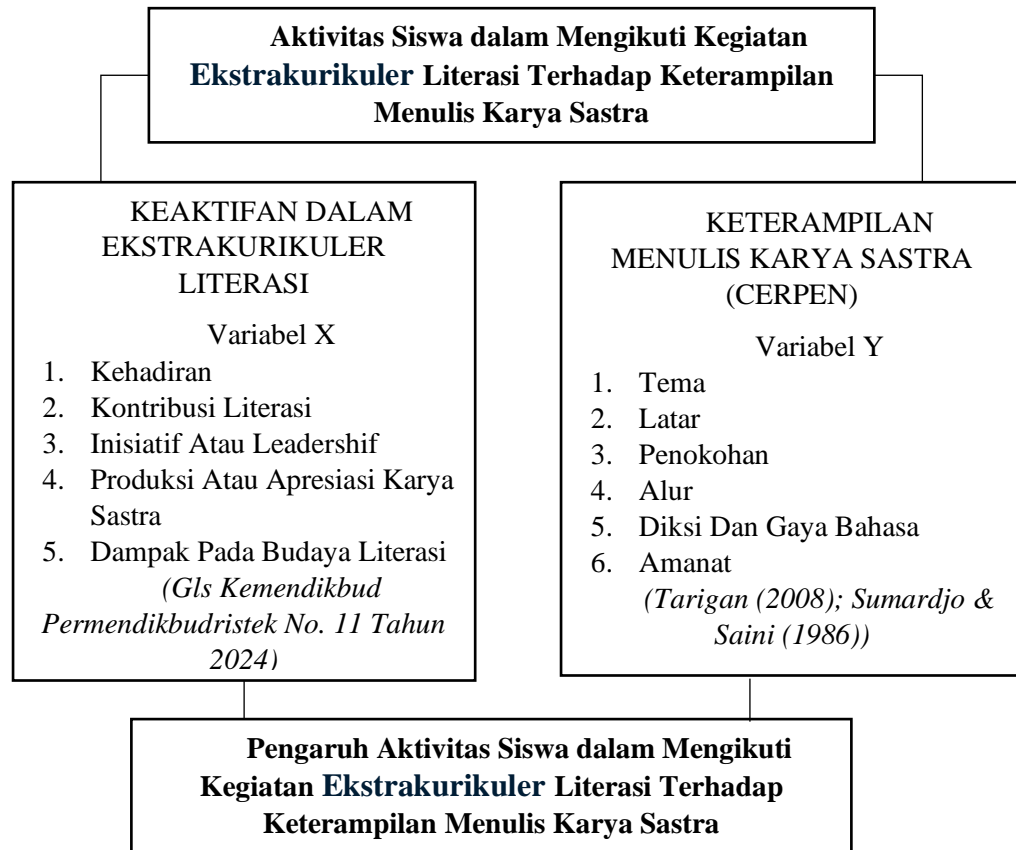 Aktivitas Siswa dalam Mengikuti Kegiatan
Ekstrakurikuler Literasi Terhadap Keterampilan
Menulis Karya Sastra
KEAKTIFAN DALAM
EKSTRAKURIKULER
LITERASI
Variabel X
1. Kehadiran
2. Kontribusi Literasi
3. Inisiatif Atau Leadershif
4. Produksi Atau Apresiasi Karya
Sastra
5. Dampak Pada Budaya Literasi
(Gls Kemendikbud
Permendikbudristek No. 11 Tahun
2024)
KETERAMPILAN
MENULIS KARYA SASTRA
(CERPEN)
Variabel Y
1. Tema
2. Latar
3. Penokohan
4. Alur
5. Diksi Dan Gaya Bahasa
6. Amanat
(Tarigan (2008); Sumardjo &
Saini (1986))
Pengaruh Aktivitas Siswa dalam Mengikuti
Kegiatan Ekstrakurikuler Literasi Terhadap
Keterampilan Menulis Karya Sastra